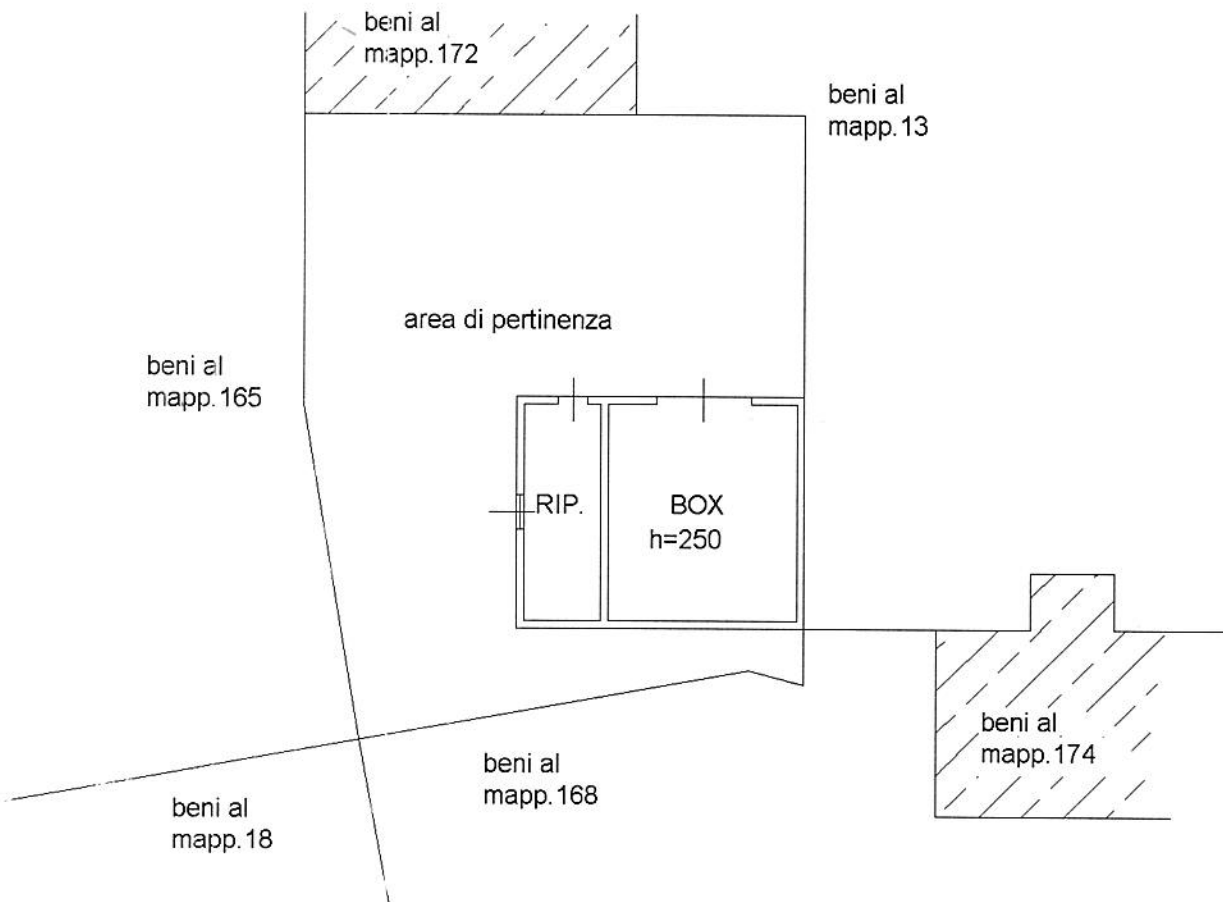 beni al
mapp.172
beni al
mapp.13
area di pertinenza
beni al
mapp.165
RIP.
BOX
h=250
beni al
mapp.174
beni al
mapp.168
beni al
mapp.18